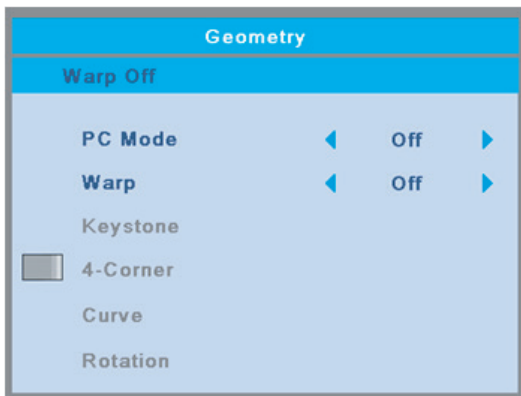 Geometry
Warp Off
PC Mode Off
Warp Off
Keystone
4-Corner
Curve
Rotation